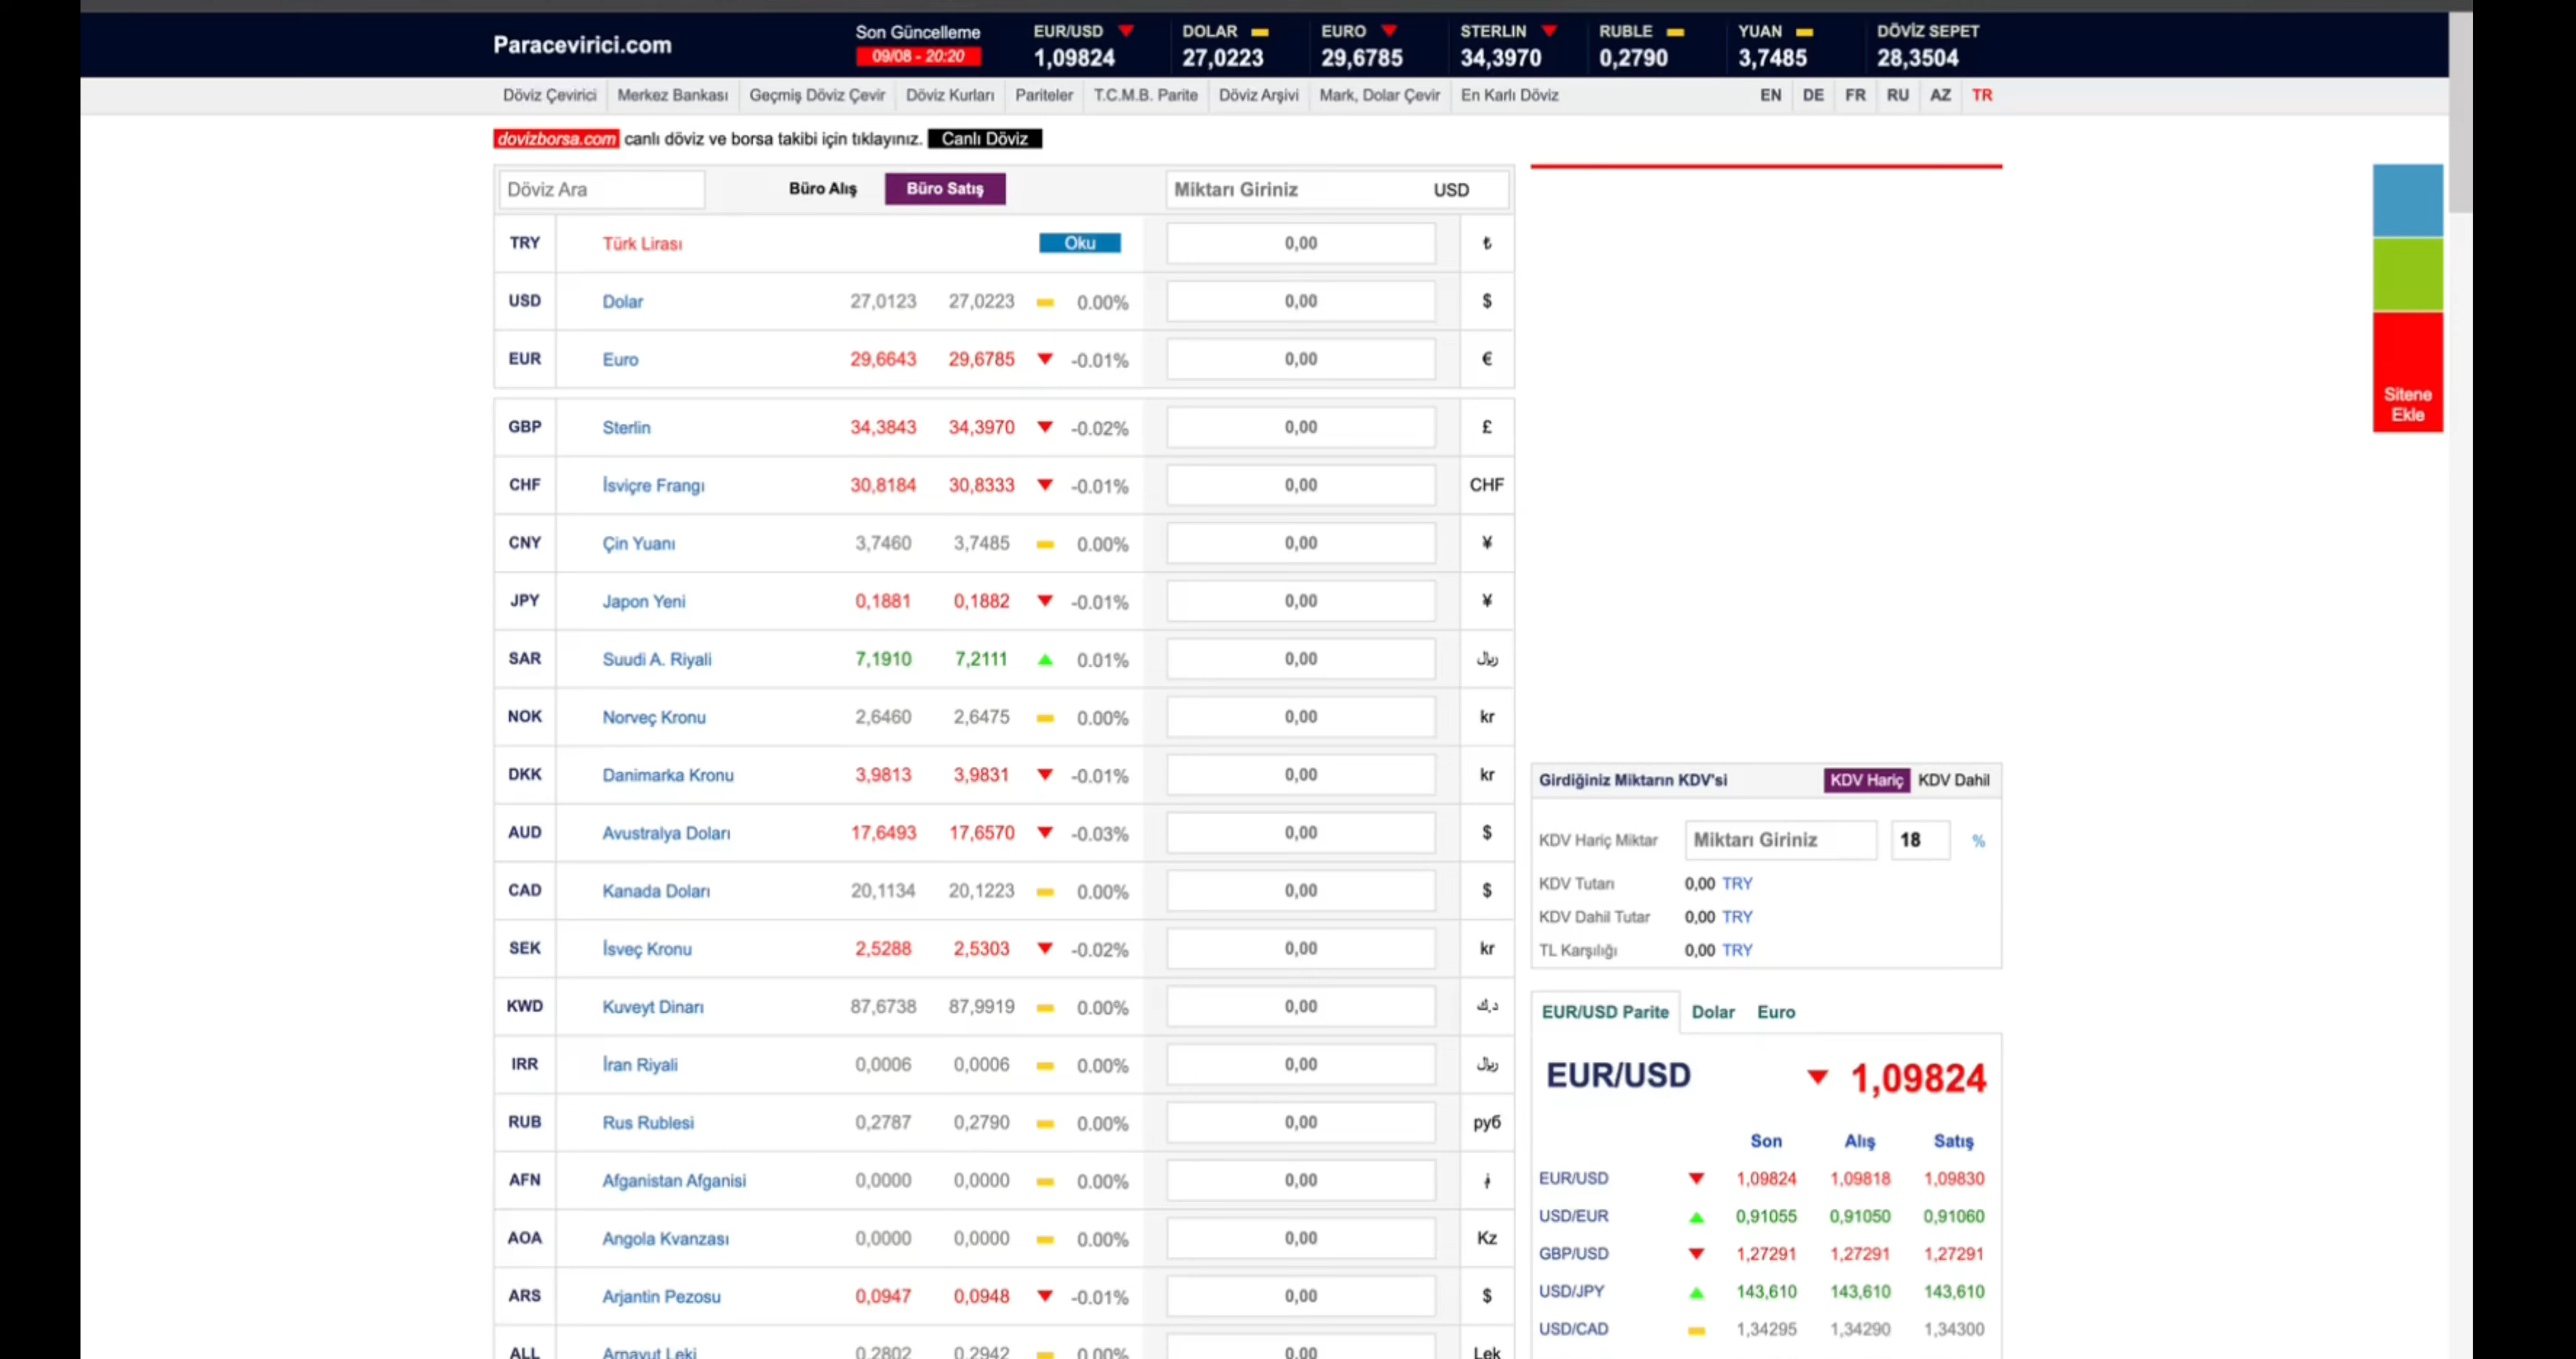 Paracevirici.com
Son Güncelleme
09/08 - 20:20
EUR/USD
1,09824
DOLAR
27,0223
EURO
29,6785
STERLIN
34,3970
RUBLE
0,2790
YUAN
3,7485
DÖVİZ SEPET
28,3504
Döviz Çevirici Merkez Bankası Geçmiş Döviz Çevir Döviz Kurları Pariteler T.C.M.B. Parite Döviz Arşivi Mark, Dolar Çevir En Karlı Döviz EN DE FR RU AZ TR
dovizborsa.com canlı döviz ve borsa takibi için tıklayınız. Canlı Döviz
Döviz Ara Büro Alış Büro Satış Miktarı Giriniz USD
TRY Türk Lirası Oku 0,00 ₺
USD Dolar 27,0123 27,0223 0.00% 0,00 $
EUR Euro 29,6643 29,6785 -0.01% 0,00 €
GBP Sterlin 34,3843 34,3970 -0.02% 0,00 £
CHF İsviçre Frangı 30,8184 30,8333 -0.01% 0,00 CHF
CNY Çin Yuanı 3,7460 3,7485 0.00% 0,00 ¥
JPY Japon Yeni 0,1881 0,1882 -0.01% 0,00 ¥
SAR Suudi A. Riyali 7,1910 7,2111 0.01% 0,00 ﷼
NOK Norveç Kronu 2,6460 2,6475 0.00% 0,00 kr
DKK Danimarka Kronu 3,9813 3,9831 -0.01% 0,00 kr
AUD Avustralya Doları 17,6493 17,6570 -0.03% 0,00 $
CAD Kanada Doları 20,1134 20,1223 0.00% 0,00 $
SEK İsveç Kronu 2,5288 2,5303 -0.02% 0,00 kr
KWD Kuveyt Dinarı 87,6738 87,9919 0.00% 0,00 د.ك
IRR İran Riyali 0,0006 0,0006 0.00% 0,00 ﷼
RUB Rus Rublesi 0,2787 0,2790 0.00% 0,00 руб
AFN Afganistan Afganisi 0,0000 0,0000 0.00% 0,00 ؋
AOA Angola Kvanzası 0,0000 0,0000 0.00% 0,00 Kz
ARS Arjantin Pezosu 0,0947 0,0948 -0.01% 0,00 $
ALL Arnavut Leki 0,2802 0,2942 0.00% 0,00 Lek
Sitene
Ekle
Girdiğiniz Miktarın KDV'si KDV Hariç KDV Dahil
KDV Hariç Miktar Miktarı Giriniz 18 %
KDV Tutarı 0,00 TRY
KDV Dahil Tutar 0,00 TRY
TL Karşılığı 0,00 TRY
EUR/USD Parite Dolar Euro
EUR/USD 1,09824
Son Alış Satış
EUR/USD 1,09824 1,09818 1,09830
USD/EUR 0,91055 0,91050 0,91060
GBP/USD 1,27291 1,27291 1,27291
USD/JPY 143,610 143,610 143,610
USD/CAD 1,34295 1,34290 1,34300